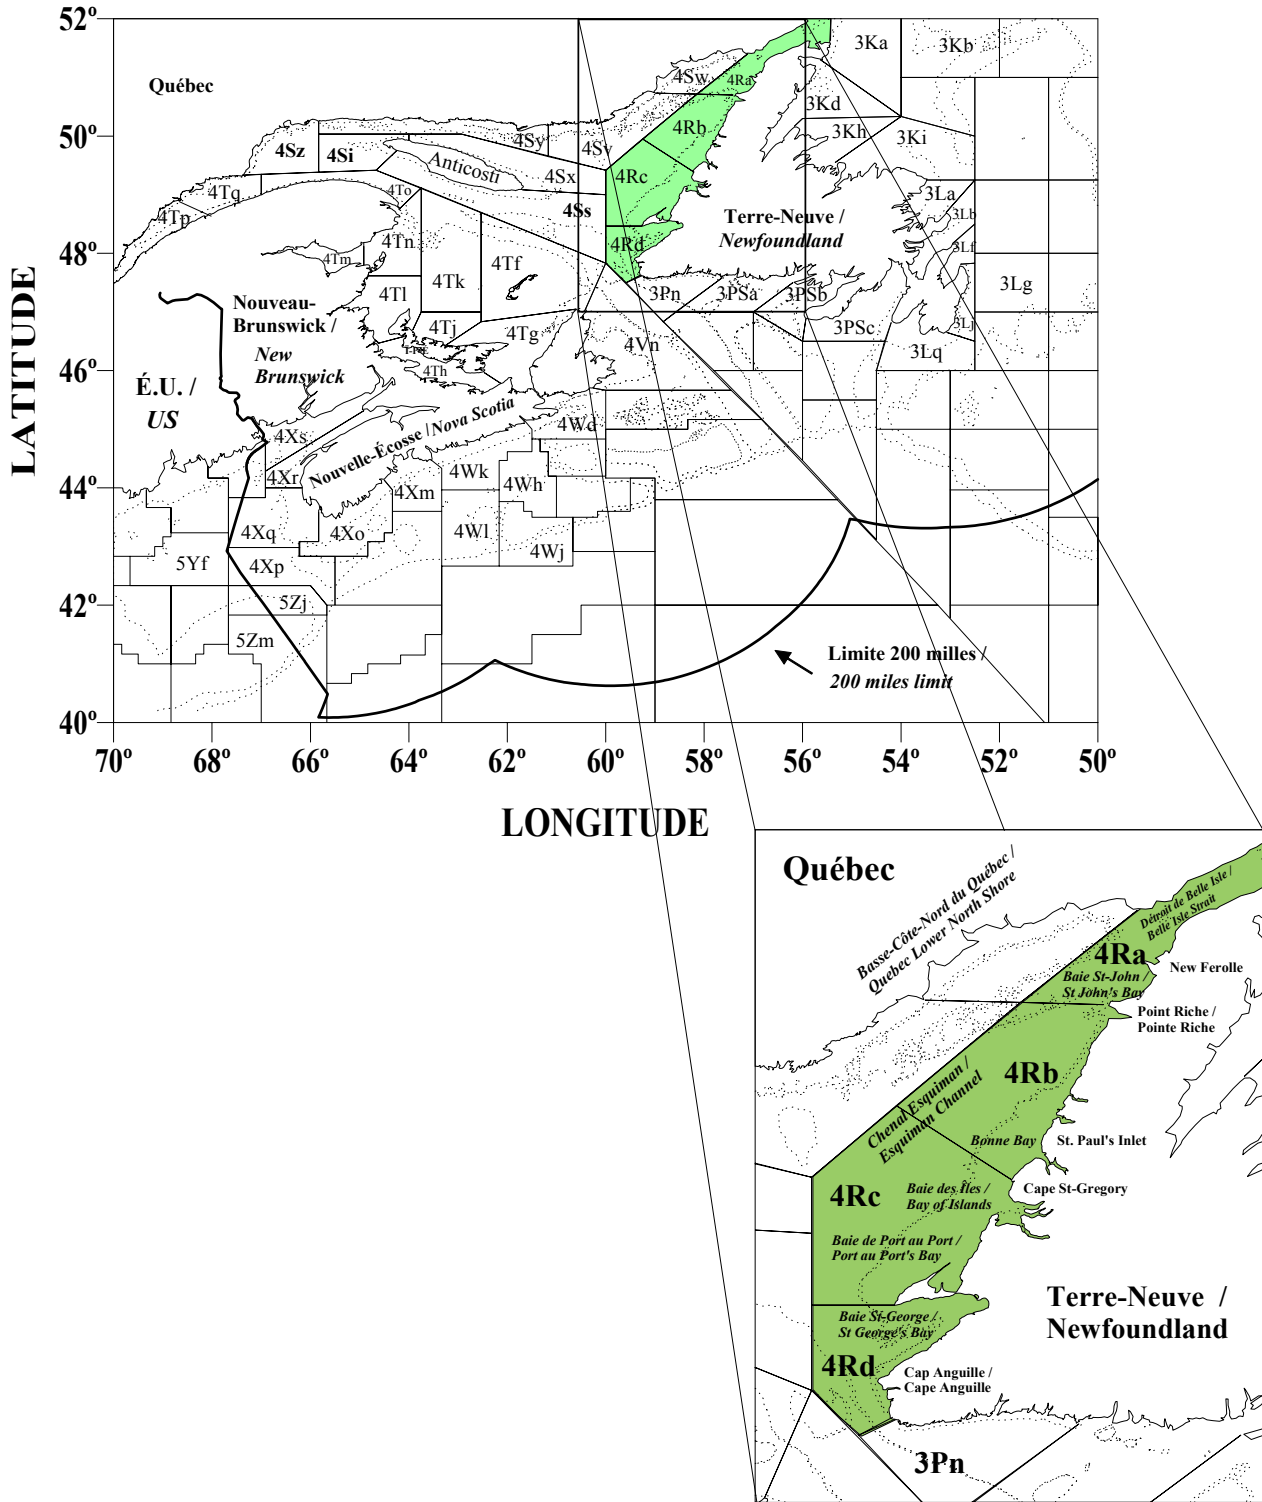 52º
50º
48º
46º
44º
42º
40º
LATITUDE
70º
68º
66º
64º
62º
60º
58º
56º
54º
52º
50º
LONGITUDE
Québec
3Ka
3Kb
4Sw
4Ra
3Kd
4Rb
3Kh
3Ki
4Sy
4Sv
4Sz
4Si
Anticosti
4Sx
4Rc
4Tq
4To
4Tp
4Ss
3La
3Lb
Terre-Neuve /
Newfoundland
4Rd
3Lf
4Tn
4Tm
4Tf
4Tk
3Lg
3Pn
3PSa
3PSb
4Tl
Nouveau-
Brunswick /
New
Brunswick
4Tj
4Tg
3PSc
3Lj
4Vn
3Lq
4Th
É.U. /
US
4Xs
Nouvelle-Écosse / Nova Scotia
4Wd
4Xr
4Wk
4Wh
4Xm
4Xq
4Xo
4Wl
4Wj
5Yf
4Xp
5Zj
5Zm
Limite 200 milles /
200 miles limit
Québec
Basse-Côte-Nord du Québec /
Quebec Lower North Shore
Détroit de Belle Isle /
Belle Isle Strait
4Ra
New Ferolle
Baie St-John /
St John's Bay
Point Riche /
Pointe Riche
4Rb
Chenal Esquiman /
Esquiman Channel
Bonne Bay
St. Paul's Inlet
4Rc
Baie des Îles /
Bay of Islands
Cape St-Gregory
Baie de Port au Port /
Port au Port's Bay
Terre-Neuve /
Newfoundland
Baie St-George /
St George's Bay
4Rd
Cap Anguille /
Cape Anguille
3Pn